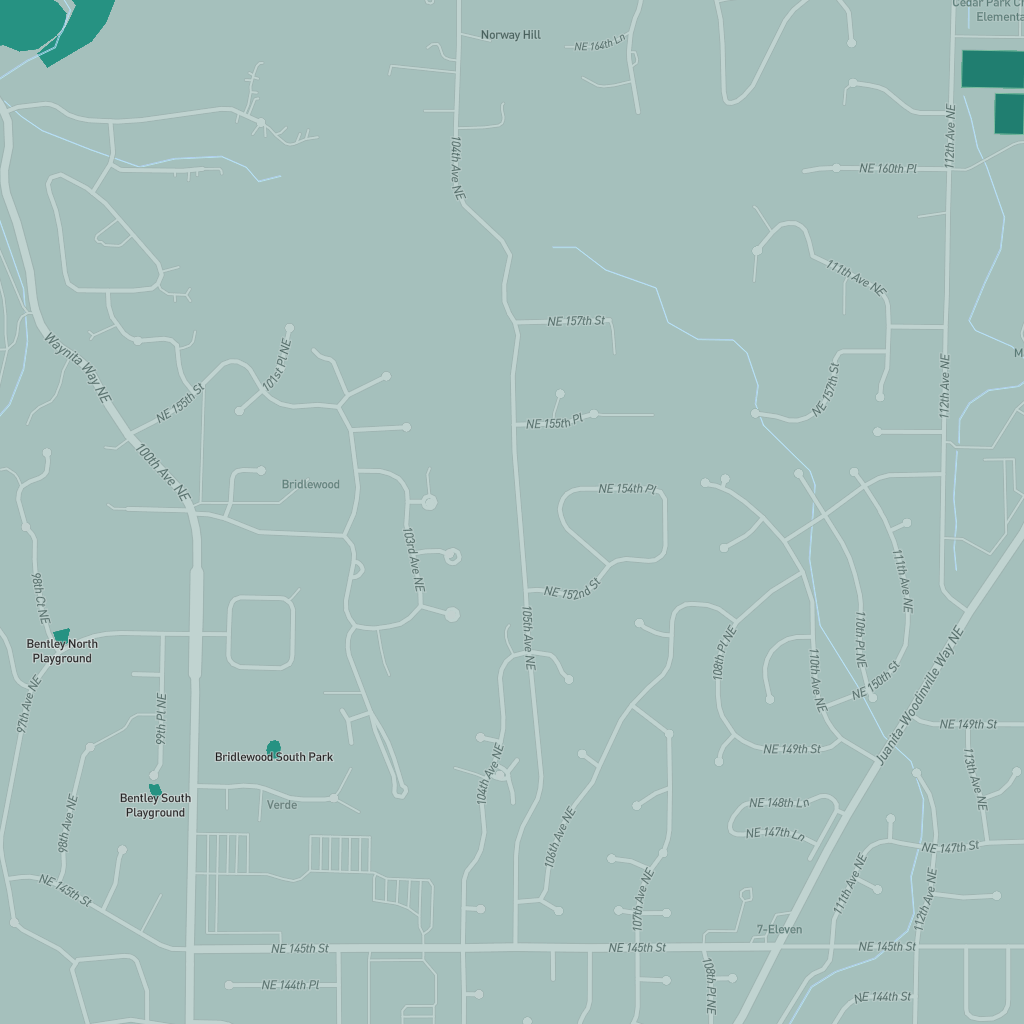 Cedar Park Ch
Elementa
Norway Hill
NE 164th Ln
112th Ave NE
104th Ave NE
NE 160th Pl
111th Ave NE
NE 157th St
Waynita Way NE
101st Pl NE
NE 157th St
112th Ave NE
M
NE 155th St
NE 155th Pl
100th Ave NE
Bridlewood
NE 154th Pl
103rd Ave NE
111th Ave NE
98th Ct NE
NE 152nd St
105th Ave NE
110th Pl NE
Bentley North
Playground
108th Pl NE
110th Ave NE
Juanita-Woodinville Way NE
NE 150th St
97th Ave NE
99th Pl NE
NE 149th St
NE 149th St
Bridlewood South Park
104th Ave NE
113th Ave NE
Bentley South
Playground
Verde
NE 148th Ln
NE 147th Ln
98th Ave NE
106th Ave NE
NE 147th St
111th Ave NE
NE 145th St
107th Ave NE
112th Ave NE
7-Eleven
NE 145th St
NE 145th St
NE 145th St
NE 144th Pl
108th Pl NE
NE 144th St